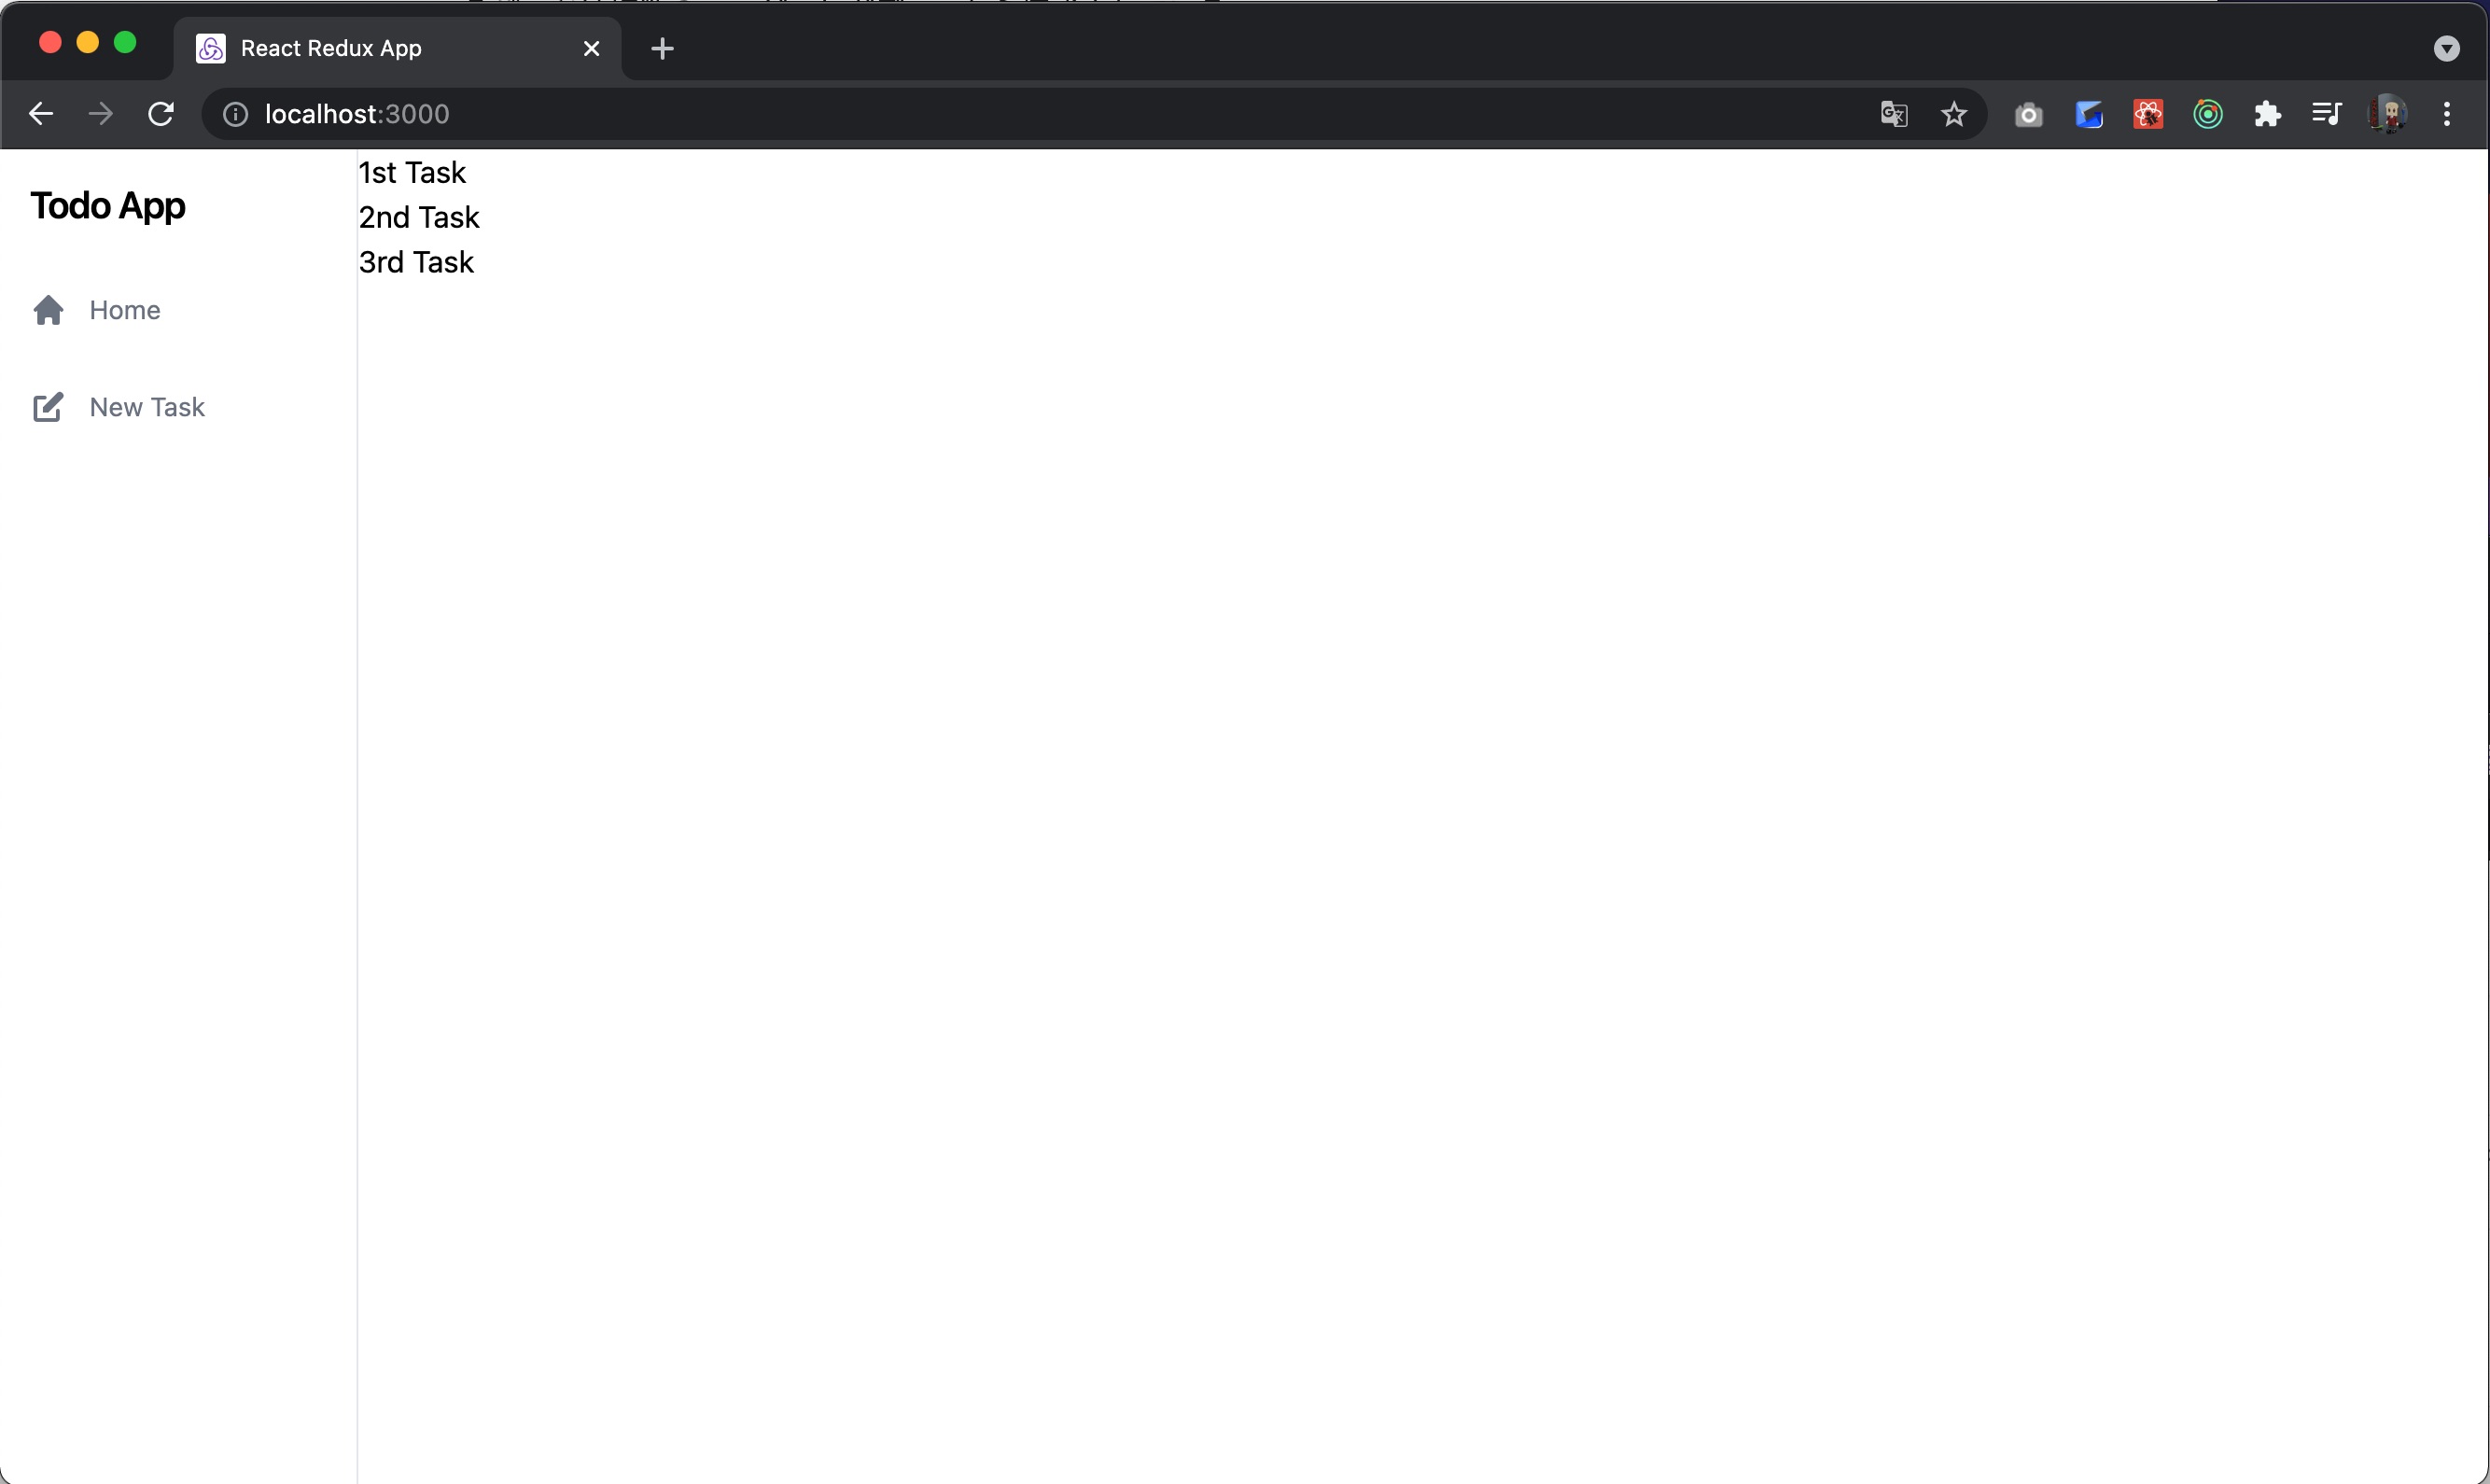 React Redux App
localhost:3000
Todo App
Home
New Task
1st Task
2nd Task
3rd Task